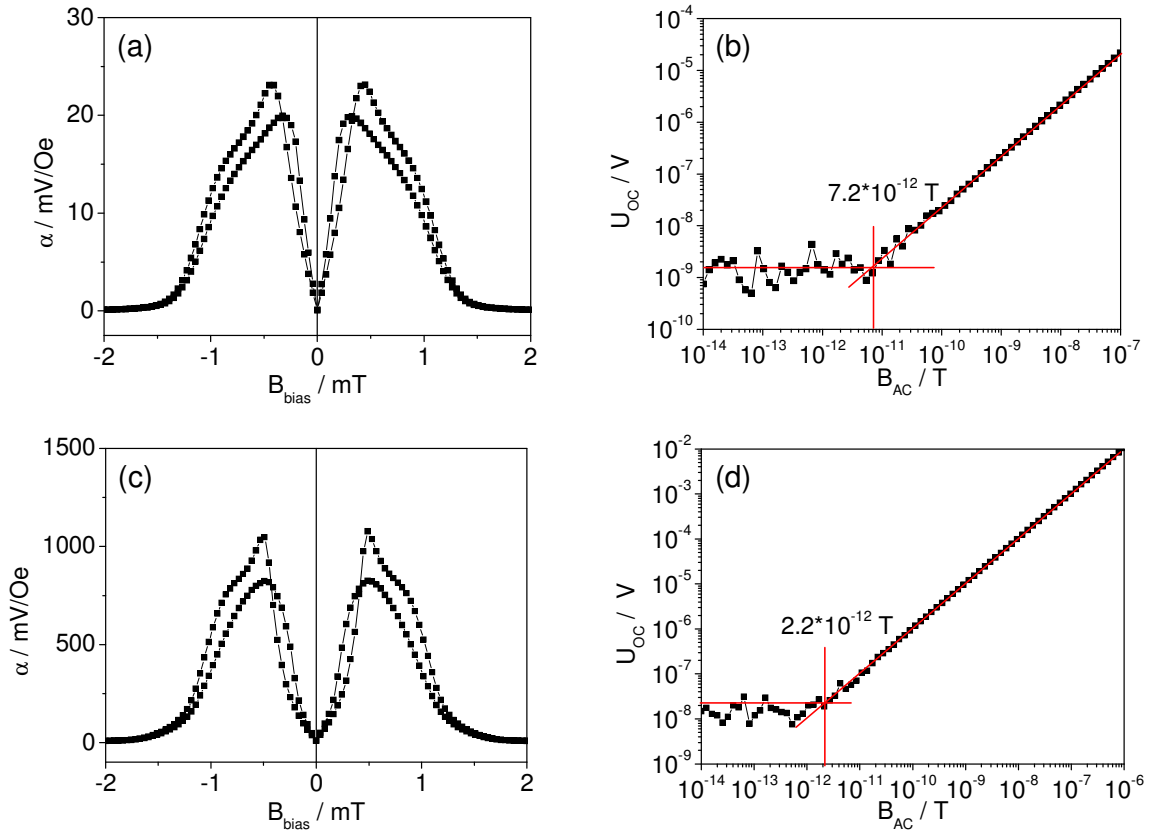 (a)
30
20
10
0
α / mV/Oe
-2 -1 0 1 2
B_bias / mT
(b)
10^-4
10^-5
10^-6
10^-7
10^-8
10^-9
10^-10
U_OC / V
7.2*10^-12 T
10^-14 10^-13 10^-12 10^-11 10^-10 10^-9 10^-8 10^-7
B_AC / T
(c)
1500
1000
500
0
α / mV/Oe
-2 -1 0 1 2
B_bias / mT
(d)
10^-2
10^-3
10^-4
10^-5
10^-6
10^-7
10^-8
10^-9
U_OC / V
2.2*10^-12 T
10^-14 10^-13 10^-12 10^-11 10^-10 10^-9 10^-8 10^-7 10^-6
B_AC / T